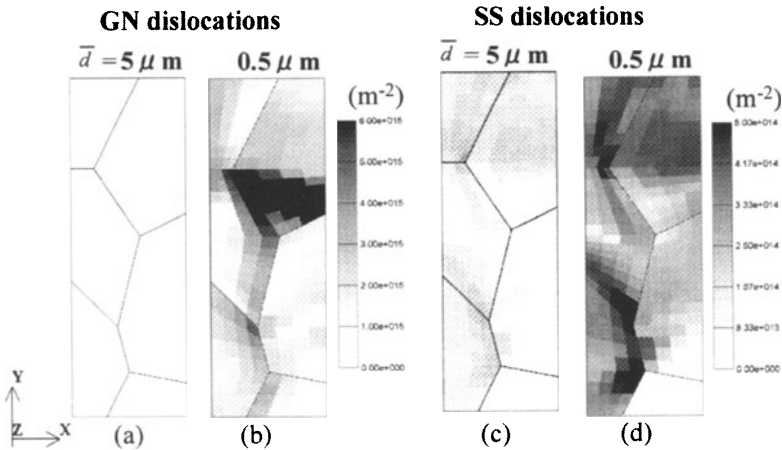 GN dislocations
SS dislocations
d = 5 μ m
0.5 μ m
d = 5 μ m
0.5 μ m
(m⁻²)
6.00e+015
5.00e+015
4.00e+015
3.00e+015
2.00e+015
1.00e+015
0.00e+000
(m⁻²)
5.00e+014
4.17e+014
3.33e+014
2.50e+014
1.67e+014
8.33e+013
0.00e+000
Y
Z
X
(a)
(b)
(c)
(d)